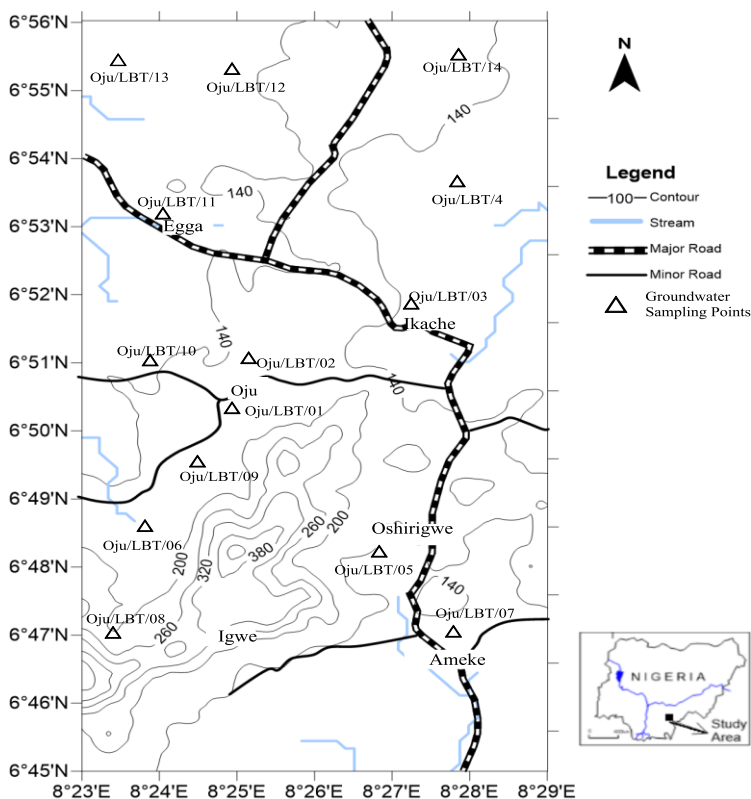 6°56'N
6°55'N
6°54'N
6°53'N
6°52'N
6°51'N
6°50'N
6°49'N
6°48'N
6°47'N
6°46'N
6°45'N
8°23'E
8°24'E
8°25'E
8°26'E
8°27'E
8°28'E
8°29'E
Oju/LBT/13
Oju/LBT/12
Oju/LBT/14
140
Oju/LBT/4
140
Oju/LBT/11
Egga
Oju/LBT/03
Ikache
140
Oju/LBT/10
Oju/LBT/02
140
Oju
Oju/LBT/01
Oju/LBT/09
260
200
Oshirigwe
Oju/LBT/06
200
320
380
Oju/LBT/05
140
Oju/LBT/08
Oju/LBT/07
260
Igwe
Ameke
N
Legend
100
Contour
Stream
Major Road
Minor Road
Groundwater
Sampling Points
NIGERIA
Study
Area